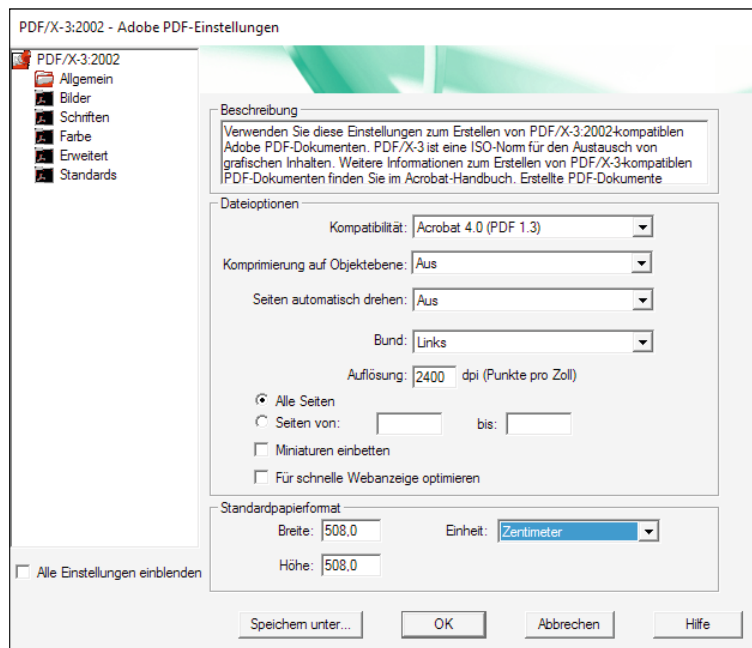 PDF/X-3:2002 - Adobe PDF-Einstellungen
PDF/X-3:2002
Allgemein
Bilder
Schriften
Farbe
Erweitert
Standards
Alle Einstellungen einblenden
Beschreibung
Verwenden Sie diese Einstellungen zum Erstellen von PDF/X-3:2002-kompatiblen
Adobe PDF-Dokumenten. PDF/X-3 ist eine ISO-Norm für den Austausch von
grafischen Inhalten. Weitere Informationen zum Erstellen von PDF/X-3-kompatiblen
PDF-Dokumenten finden Sie im Acrobat-Handbuch. Erstellte PDF-Dokumente
Dateioptionen
Kompatibilität: Acrobat 4.0 (PDF 1.3)
Komprimierung auf Objektebene: Aus
Seiten automatisch drehen: Aus
Bund: Links
Auflösung: 2400 dpi (Punkte pro Zoll)
Alle Seiten
Seiten von: bis:
Miniaturen einbetten
Für schnelle Webanzeige optimieren
Standardpapierformat
Breite: 508,0 Einheit: Zentimeter
Höhe: 508,0
Speichern unter... OK Abbrechen Hilfe